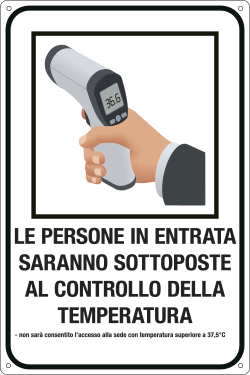 36.6
LE PERSONE IN ENTRATA
SARANNO SOTTOPOSTE
AL CONTROLLO DELLA
TEMPERATURA
- non sarà consentito l'accesso alla sede con temperatura superiore a 37,5°C